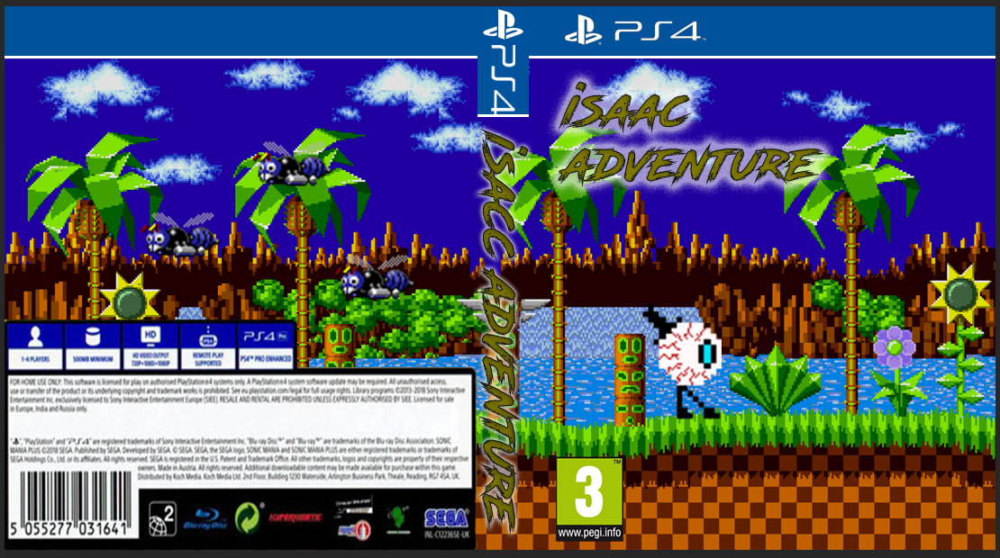 PS4
PS4
iSAAC
ADVENTURE
iSACC ADVENTURE
HD
PS4
PS4 Pro
1-4 PLAYERS
500MB MINIMUM
HD VIDEO OUTPUT
720P•1080i•1080P
REMOTE PLAY
SUPPORTED
PS4™ PRO ENHANCED
FOR HOME USE ONLY: This software is licensed for play on authorised PlayStation®4 systems only. A PlayStation®4 system software update may be required. All unauthorised access,
use or transfer of the product or its underlying copyright and trademark works is prohibited. See eu.playstation.com/legal for full usage rights. Library programs ©2013-2018 Sony Interactive
Entertainment Inc. exclusively licensed to Sony Interactive Entertainment Europe (SIEE). RESALE AND RENTAL ARE PROHIBITED UNLESS EXPRESSLY AUTHORISED BY SIEE. Licensed for sale
in Europe, India and Russia only.
", "PlayStation" and "PS4" are registered trademarks of Sony Interactive Entertainment Inc. "Blu-ray Disc™" and "Blu-ray™" are trademarks of the Blu-ray Disc Association. SONIC
MANIA PLUS ©2018 SEGA. Published by SEGA. Developed by SEGA. © SEGA. SEGA, the SEGA logo, SONIC MANIA and SONIC MANIA PLUS are either registered trademarks or trademarks of
SEGA Holdings Co., Ltd. or its affiliates. All rights reserved. SEGA is registered in the U.S. Patent and Trademark Office. All other trademarks, logos and copyrights are property of their respective
owners. Made in Austria. All rights reserved. Additional downloadable content may be made available for purchase within this game.
Distributed by Koch Media. Koch Media Ltd. 2nd Floor, Building 1230 Waterside, Arlington Business Park, Theale, Reading, RG7 4SA, UK.
5 055277 031641
2
Blu-ray Disc
SEGA
INL-C12236SE-UK
3
www.pegi.info